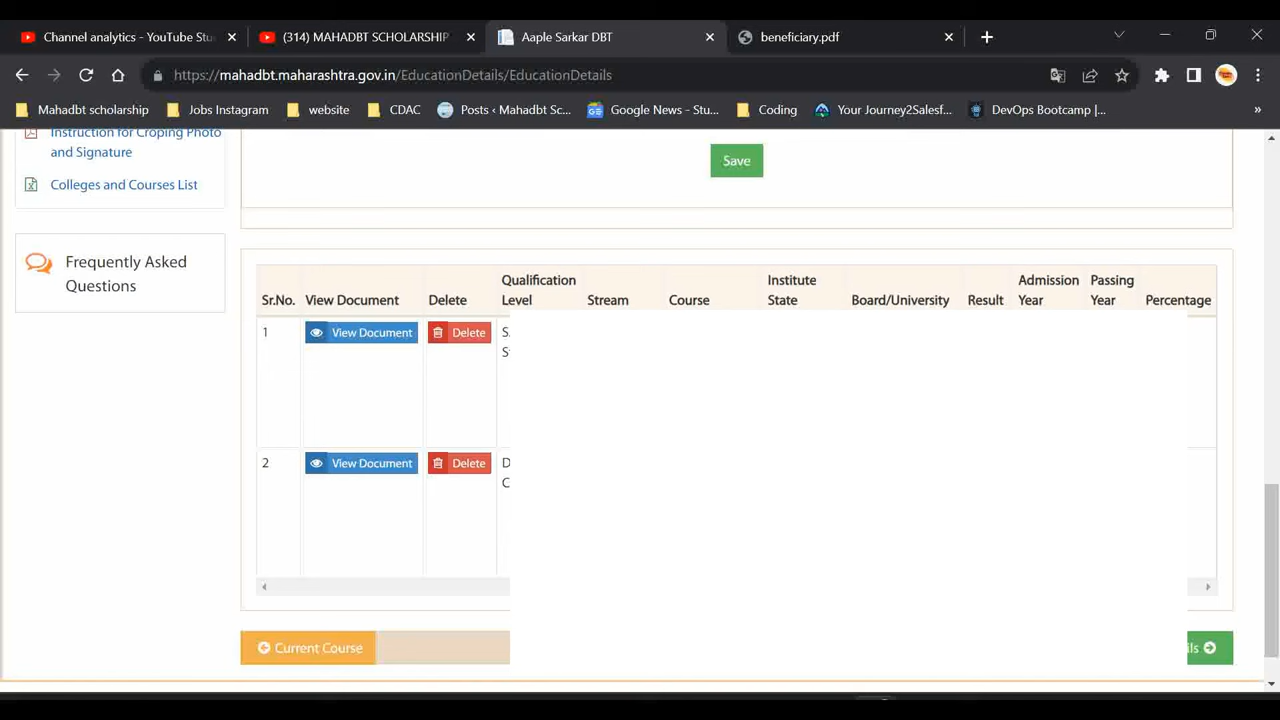 Channel analytics - YouTube Stu
(314) MAHADBT SCHOLARSHIP
Aaple Sarkar DBT
beneficiary.pdf
https://mahadbt.maharashtra.gov.in/EducationDetails/EducationDetails
Mahadbt scholarship
Jobs Instagram
website
CDAC
Posts ‹ Mahadbt Sc...
Google News - Stu...
Coding
Your Journey2Salesf...
DevOps Bootcamp |...
»
Instruction for Croping Photo
and Signature
Colleges and Courses List
Frequently Asked
Questions
Save
Sr.No.
View Document
Delete
Qualification
Level
Stream
Course
Institute
State
Board/University
Result
Admission
Year
Passing
Year
Percentage
1
View Document
Delete
S
2
View Document
Delete
D
C
Current Course
ils